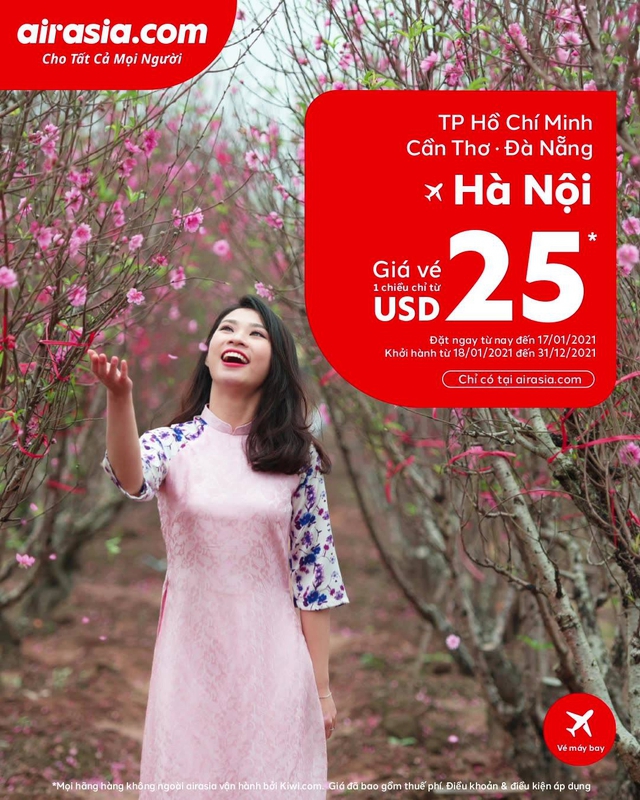 airasia.com
Cho Tất Cả Mọi Người
TP Hồ Chí Minh
Cần Thơ · Đà Nẵng
Hà Nội
Giá vé
1 chiều chỉ từ
USD 25*
Đặt ngay từ nay đến 17/01/2021
Khởi hành từ 18/01/2021 đến 31/12/2021
Chỉ có tại airasia.com
Vé máy bay
*Mọi hãng hàng không ngoài airasia vận hành bởi Kiwi.com. Giá đã bao gồm thuế phí. Điều khoản & điều kiện áp dụng